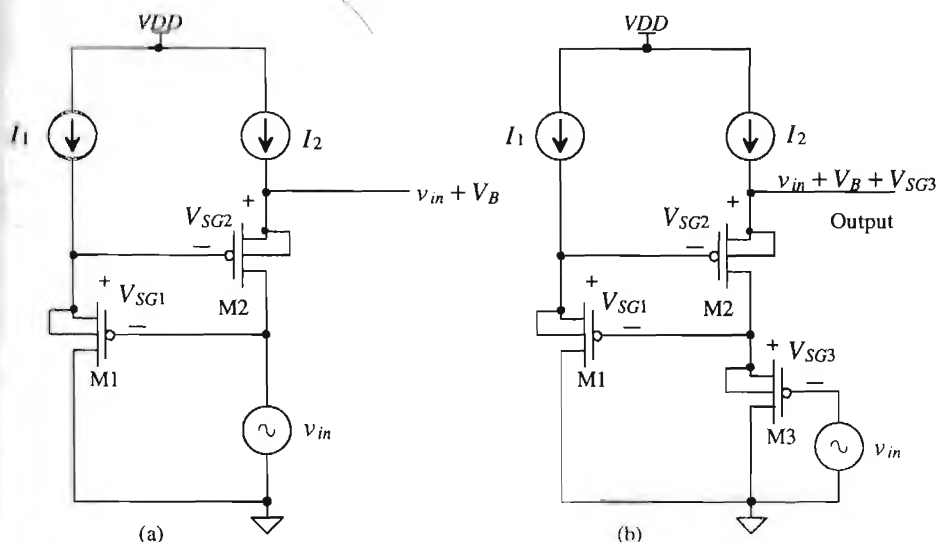 VDD
I1
I2
vin + VB
+
VSG2
−
M2
+
VSG1
−
M1
vin
(a)
VDD
I1
I2
vin + VB + VSG3
Output
+
VSG2
−
M2
+
VSG1
−
M1
+
VSG3
−
M3
vin
(b)